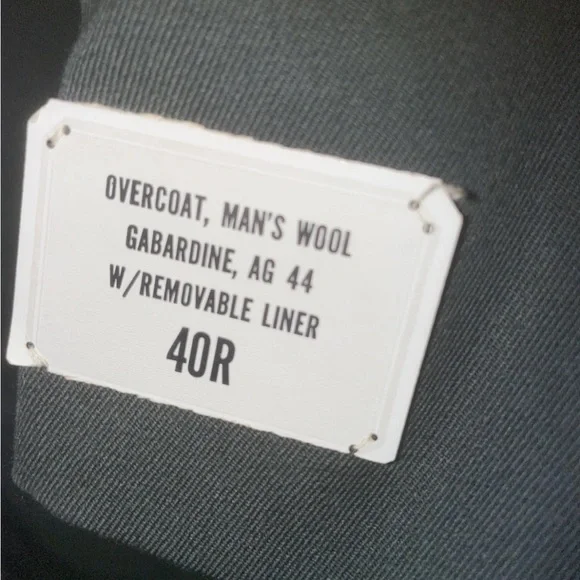 OVERCOAT, MAN'S WOOL
GABARDINE, AG 44
W/REMOVABLE LINER
40R